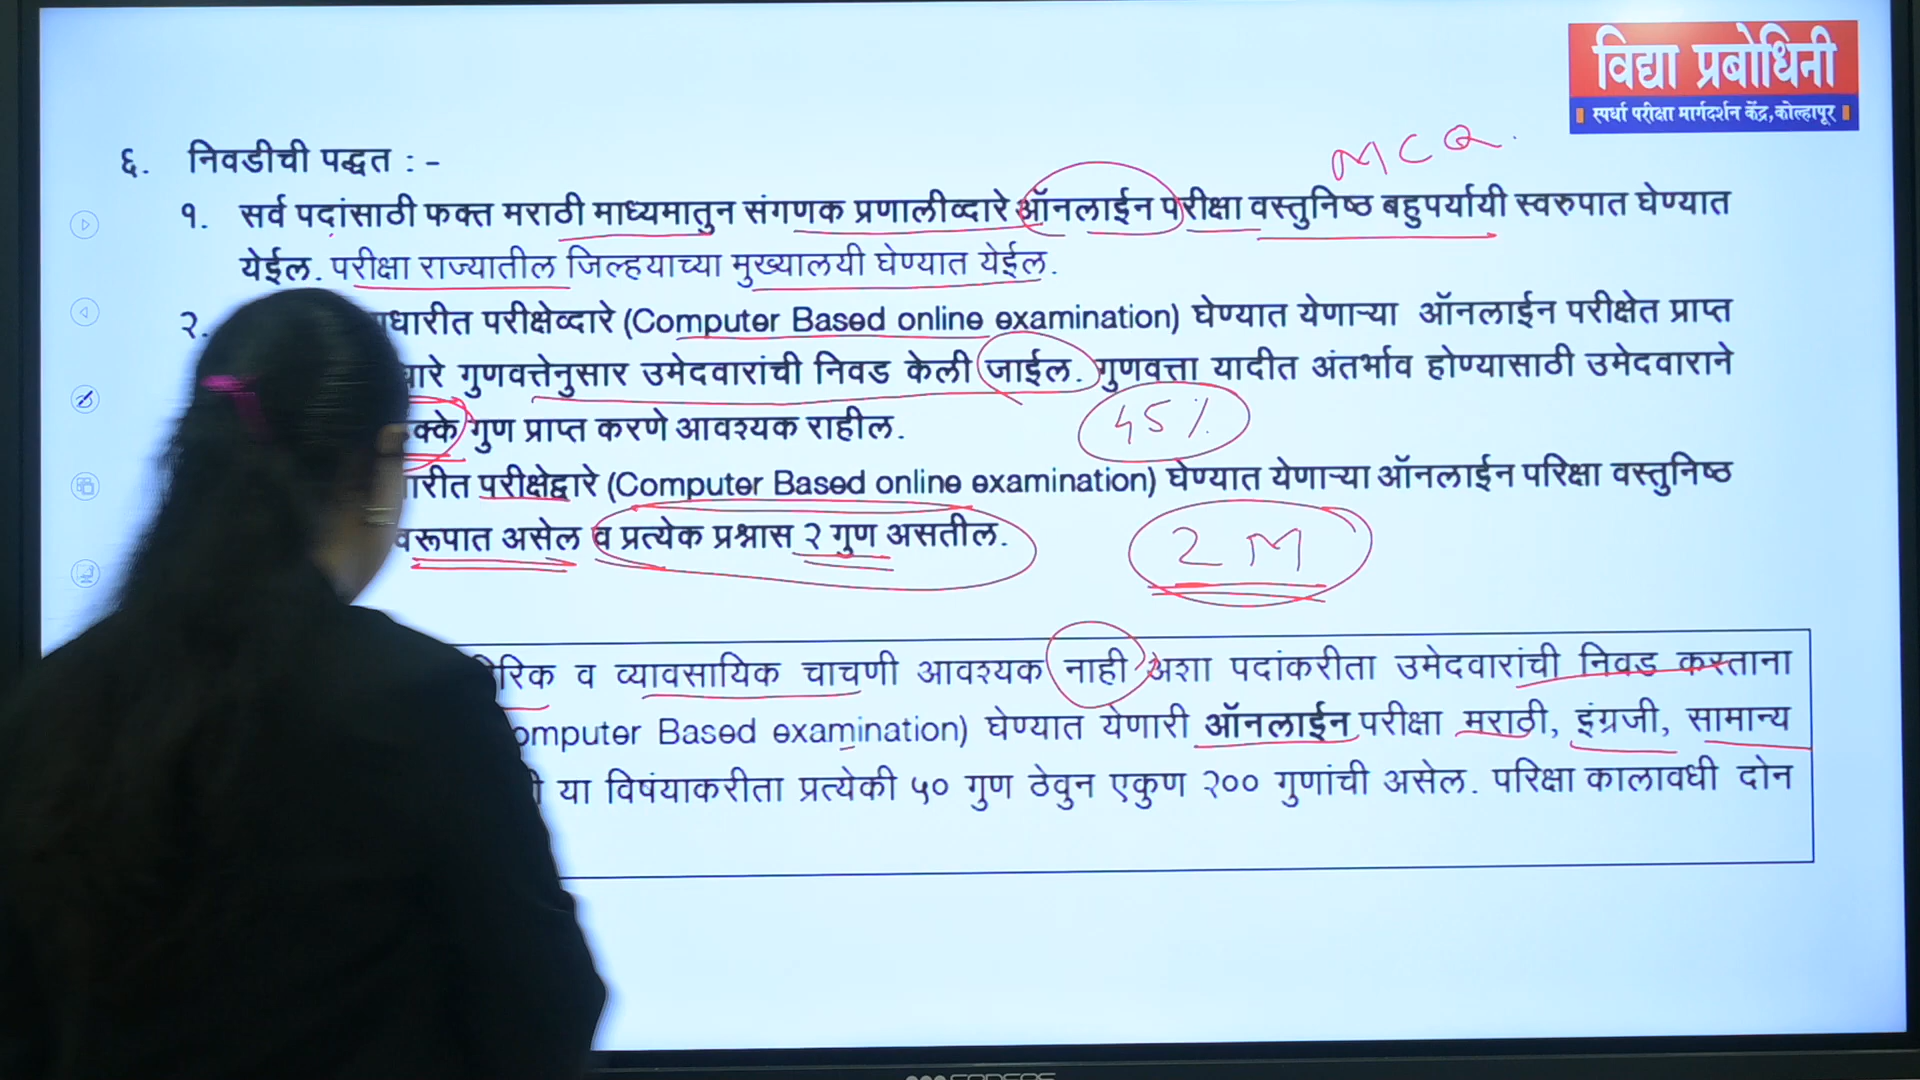 विद्या प्रबोधिनी
स्पर्धा परीक्षा मार्गदर्शन केंद्र,कोल्हापूर
MCQ.
६. निवडीची पद्धत : -
१. सर्व पदांसाठी फक्त मराठी माध्यमातुन संगणक प्रणालीव्दारे ऑनलाईन परीक्षा वस्तुनिष्ठ बहुपर्यायी स्वरुपात घेण्यात
येईल. परीक्षा राज्यातील जिल्हयाच्या मुख्यालयी घेण्यात येईल.
२. धारीत परीक्षेव्दारे (Computer Based online examination) घेण्यात येणाऱ्या ऑनलाईन परीक्षेत प्राप्त
ारे गुणवत्तेनुसार उमेदवारांची निवड केली जाईल. गुणवत्ता यादीत अंतर्भाव होण्यासाठी उमेदवाराने
क्के गुण प्राप्त करणे आवश्यक राहील. 45%
ारीत परीक्षेद्वारे (Computer Based online examination) घेण्यात येणाऱ्या ऑनलाईन परिक्षा वस्तुनिष्ठ
वरूपात असेल व प्रत्येक प्रश्नास २ गुण असतील. 2 M
रिक व व्यावसायिक चाचणी आवश्यक नाही अशा पदांकरीता उमेदवारांची निवड करताना
omputer Based examination) घेण्यात येणारी ऑनलाईन परीक्षा मराठी, इंग्रजी, सामान्य
या विषंयाकरीता प्रत्येकी ५० गुण ठेवुन एकुण २०० गुणांची असेल. परिक्षा कालावधी दोन